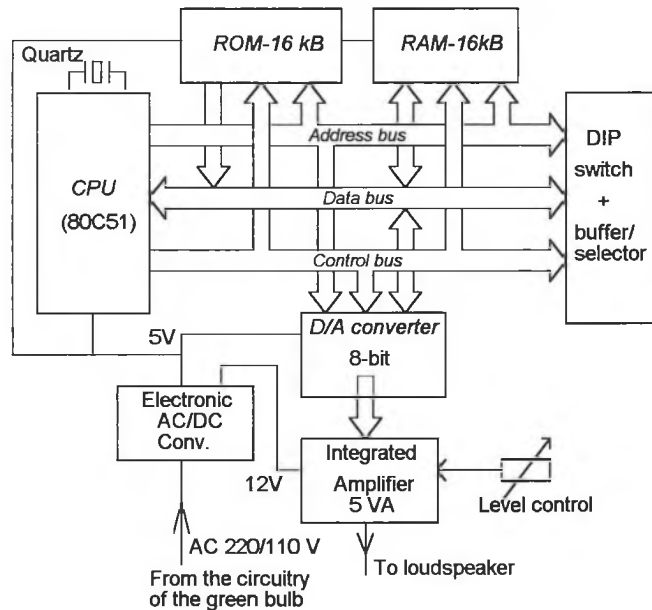 ROM-16 kB
RAM-16kB
Quartz
Address bus
CPU
(80C51)
Data bus
Control bus
DIP
switch
+
buffer/
selector
5V
D/A converter
8-bit
Electronic
AC/DC
Conv.
12V
Integrated
Amplifier
5 VA
Level control
AC 220/110 V
To loudspeaker
From the circuitry
of the green bulb